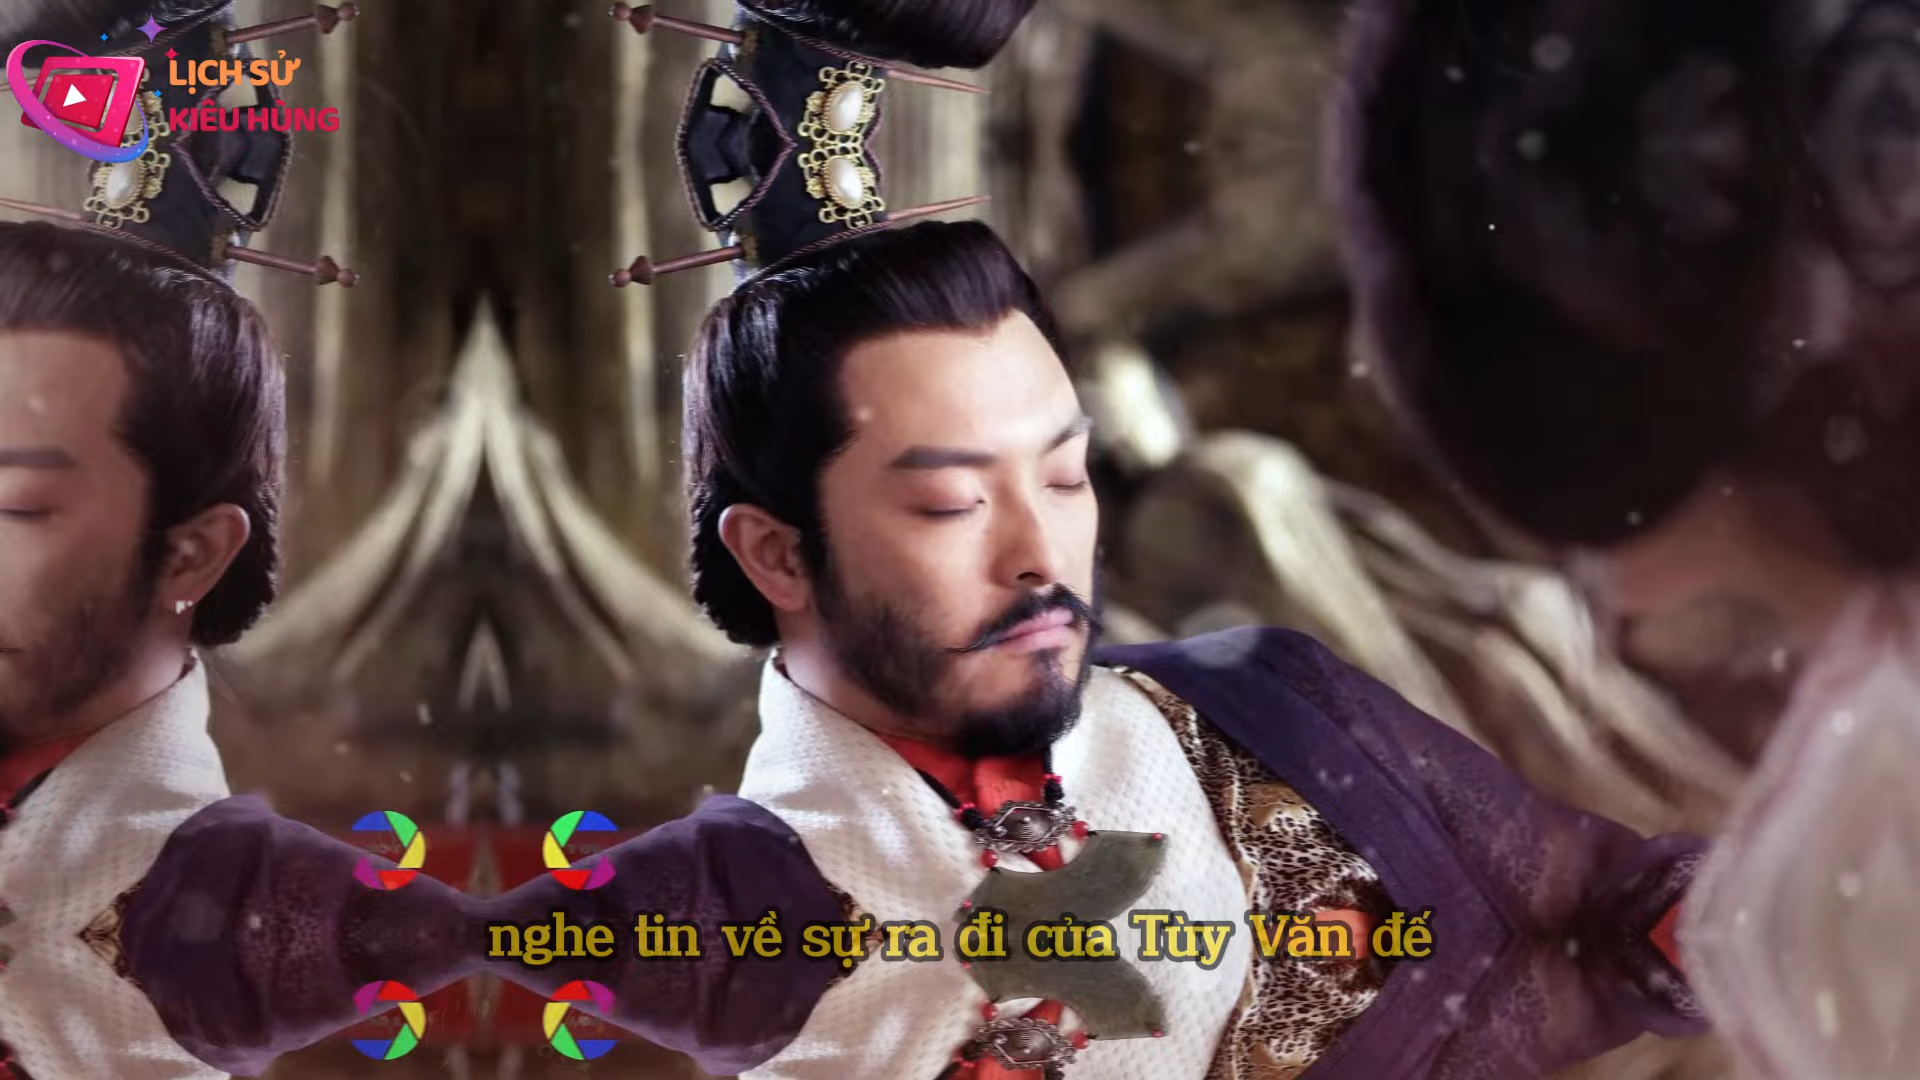 LỊCH SỬ
KIÊU HÙNG
nghe tin về sự ra đi của Tùy Văn đế